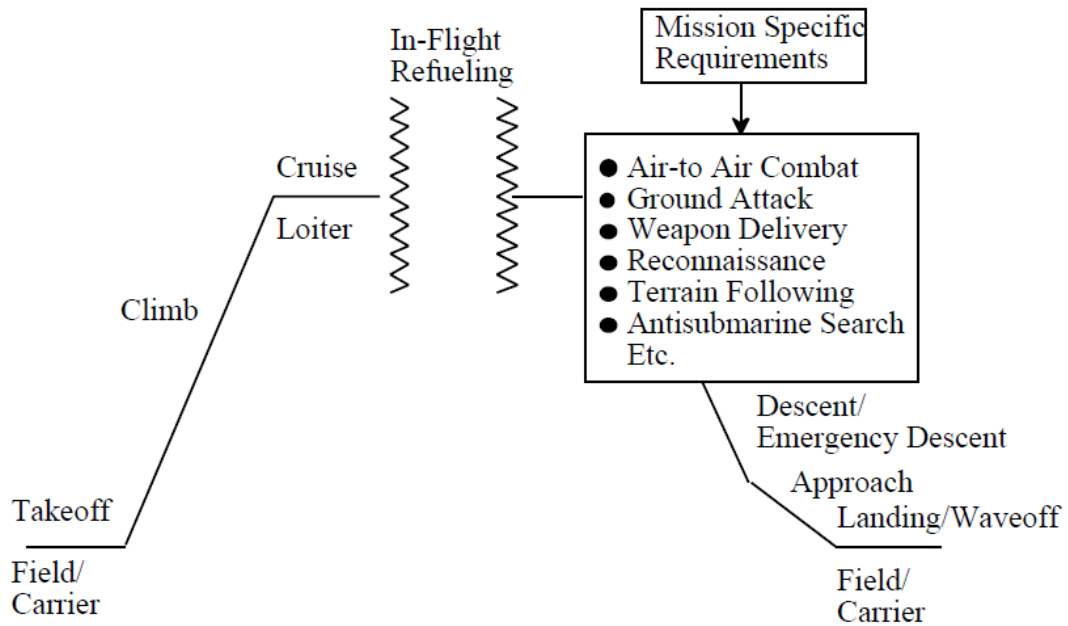 In-Flight
Refueling
Mission Specific
Requirements
Cruise
Loiter
Climb
● Air-to Air Combat
● Ground Attack
● Weapon Delivery
● Reconnaissance
● Terrain Following
● Antisubmarine Search
Etc.
Descent/
Emergency Descent
Approach
Landing/Waveoff
Takeoff
Field/
Carrier
Field/
Carrier